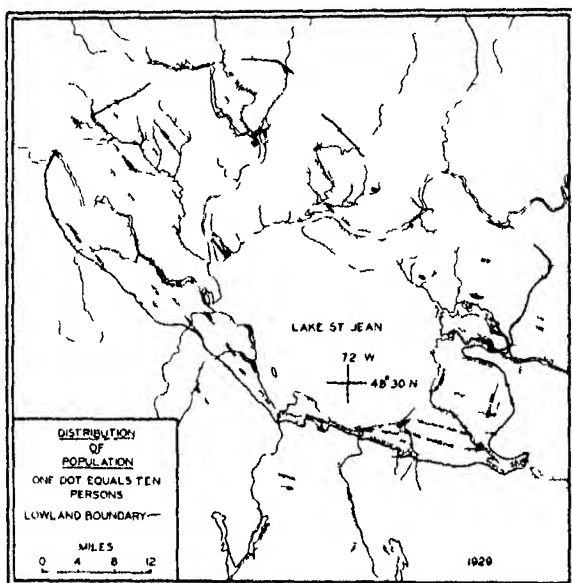 LAKE ST JEAN
72 W
48° 30 N
DISTRIBUTION
OF
POPULATION
ONE DOT EQUALS TEN
PERSONS
LOWLAND BOUNDARY—
MILES
0 4 8 12
1929